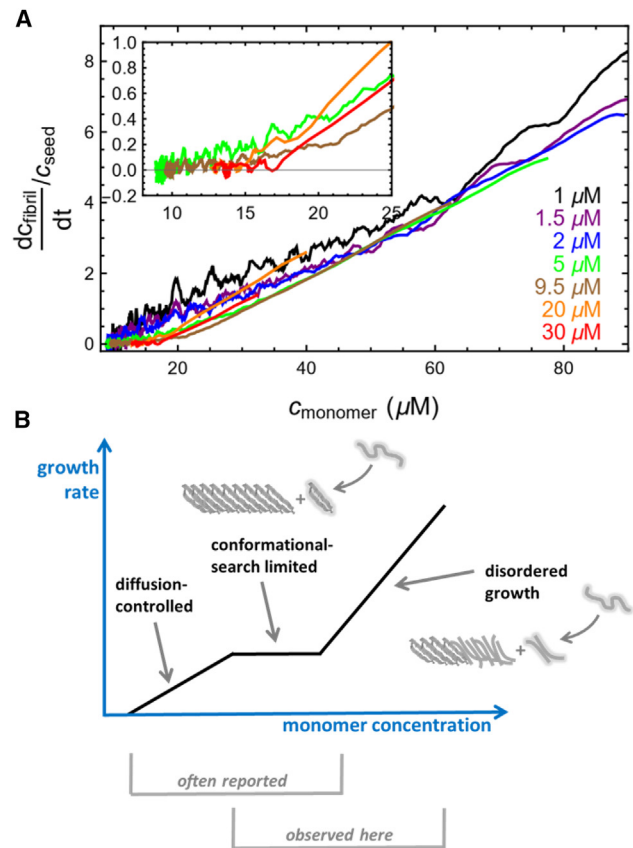 A
dc_fibril/dt /c_seed
8
6
4
2
0
1.0
0.8
0.6
0.4
0.2
0.0
-0.2
10
15
20
25
1 μM
1.5 μM
2 μM
5 μM
9.5 μM
20 μM
30 μM
20
40
60
80
c_monomer (μM)
B
growth
rate
conformational-
search limited
diffusion-
controlled
disordered
growth
+
+
monomer concentration
often reported
observed here